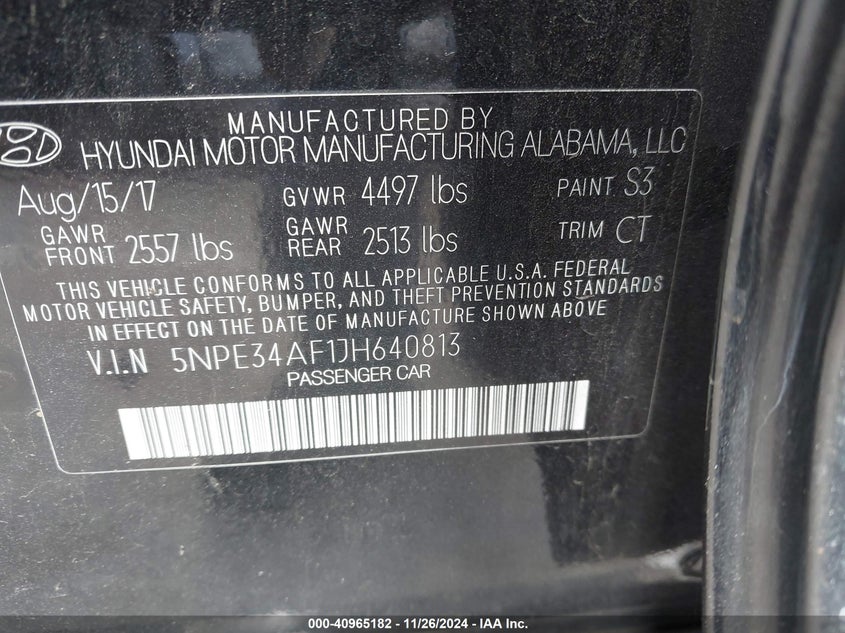 MANUFACTURED BY
HYUNDAI MOTOR MANUFACTURING ALABAMA, LLC
Aug/15/17 GVWR 4497 lbs PAINT S3
GAWR FRONT 2557 lbs GAWR REAR 2513 lbs TRIM CT
THIS VEHICLE CONFORMS TO ALL APPLICABLE U.S.A. FEDERAL
MOTOR VEHICLE SAFETY, BUMPER, AND THEFT PREVENTION STANDARDS
IN EFFECT ON THE DATE OF MANUFACTURE SHOWN ABOVE
V.I.N 5NPE34AF1JH640813
PASSENGER CAR
000-40965182 - 11/26/2024 - IAA Inc.